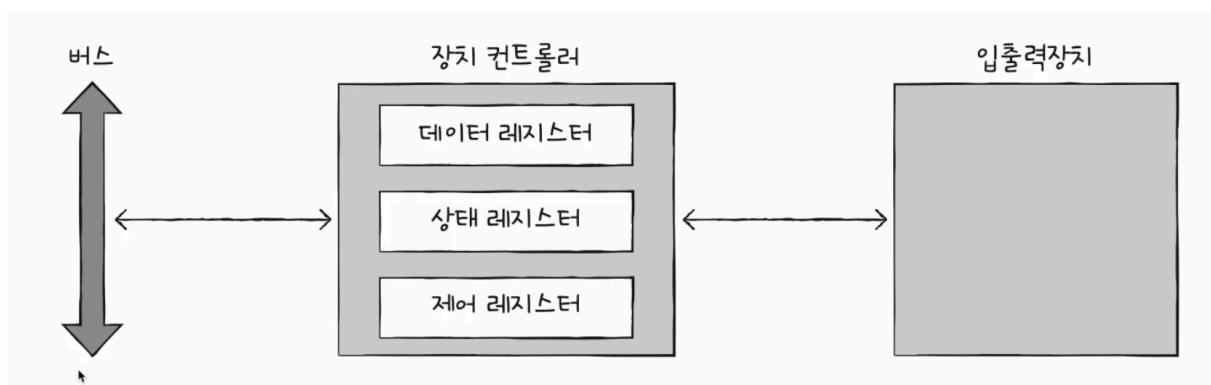 버스
장치 컨트롤러
입출력장치
데이터 레지스터
상태 레지스터
제어 레지스터